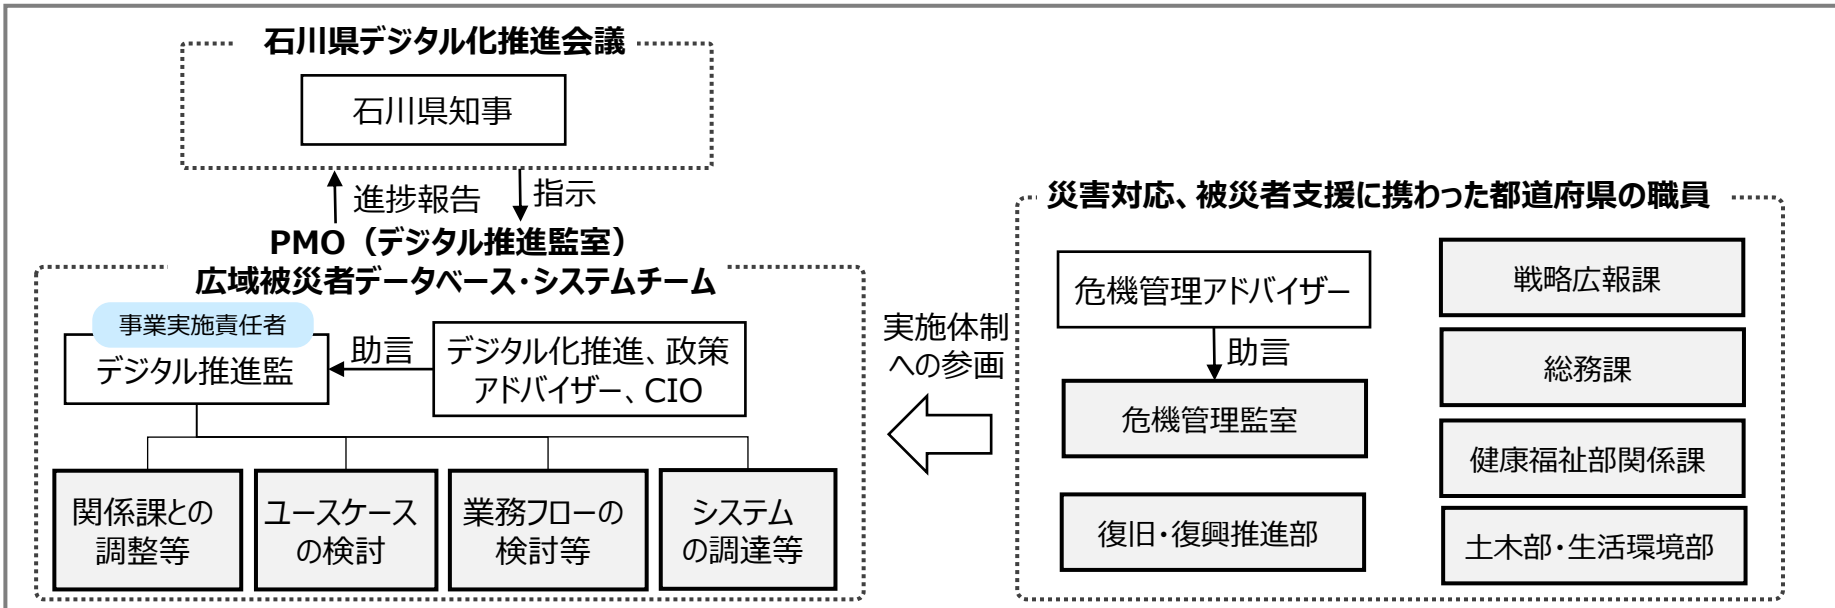 石川県デジタル化推進会議
石川県知事
進捗報告
指示
PMO(デジタル推進監室)
広域被災者データベース・システムチーム
事業実施責任者
デジタル推進監
助言
デジタル化推進、政策
アドバイザー、CIO
関係課との
調整等
ユースケース
の検討
業務フローの
検討等
システム
の調達等
実施体制
への参画
災害対応、被災者支援に携わった都道府県の職員
危機管理アドバイザー
助言
危機管理監室
復旧・復興推進部
戦略広報課
総務課
健康福祉部関係課
土木部・生活環境部